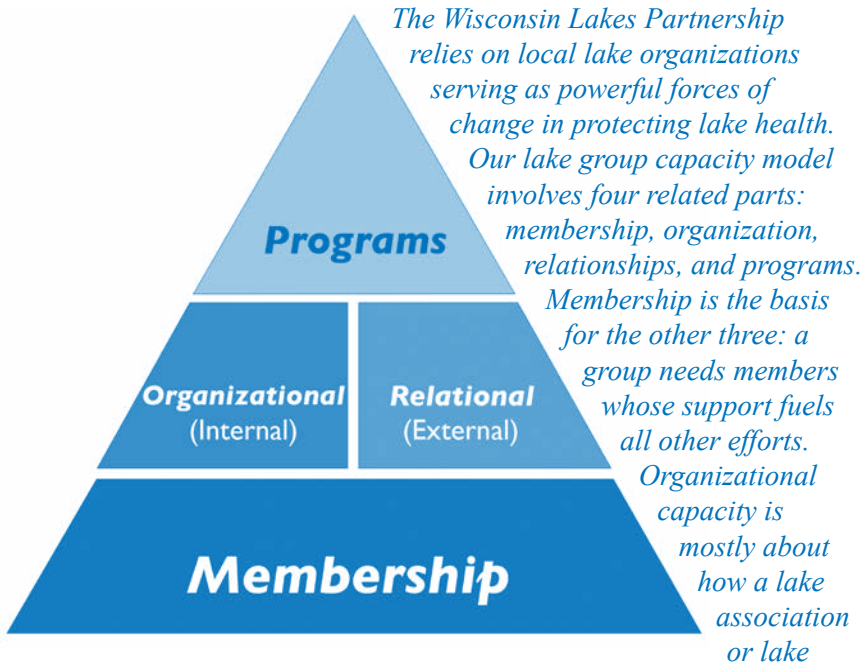 The Wisconsin Lakes Partnership
relies on local lake organizations
serving as powerful forces of
change in protecting lake health.
Our lake group capacity model
involves four related parts:
membership, organization,
relationships, and programs.
Membership is the basis
for the other three: a
group needs members
whose support fuels
all other efforts.
Organizational
capacity is
mostly about
how a lake
association
or lake
Programs
Organizational
(Internal)
Relational
(External)
Membership